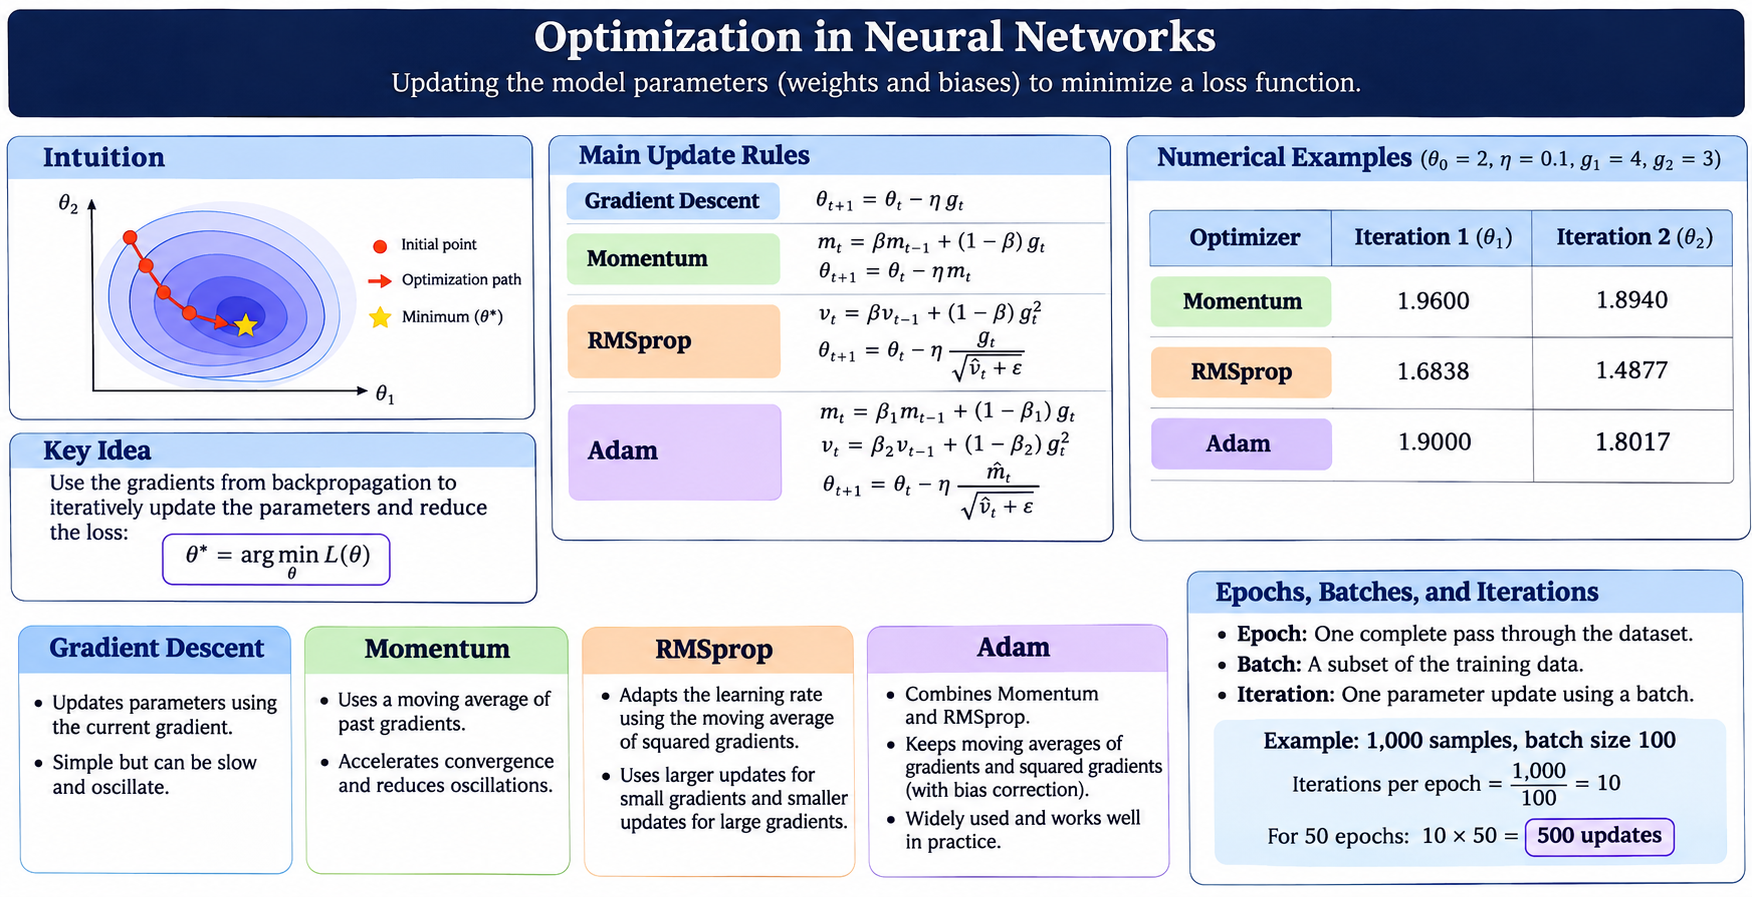 Optimization in Neural Networks
Updating the model parameters (weights and biases) to minimize a loss function.
Intuition
θ₂
θ₁
Initial point
Optimization path
Minimum (θ*)
Key Idea
Use the gradients from backpropagation to
iteratively update the parameters and reduce
the loss:
θ* = arg min L(θ)
θ
Main Update Rules
Gradient Descent
θₜ₊₁ = θₜ − η gₜ
Momentum
mₜ = βmₜ₋₁ + (1 − β) gₜ
θₜ₊₁ = θₜ − η mₜ
RMSprop
νₜ = βνₜ₋₁ + (1 − β) gₜ²
θₜ₊₁ = θₜ − η gₜ / √(ν̂ₜ + ε)
Adam
mₜ = β₁mₜ₋₁ + (1 − β₁) gₜ
νₜ = β₂νₜ₋₁ + (1 − β₂) gₜ²
θₜ₊₁ = θₜ − η m̂ₜ / √(ν̂ₜ + ε)
Numerical Examples (θ₀ = 2, η = 0.1, g₁ = 4, g₂ = 3)
Optimizer Iteration 1 (θ₁) Iteration 2 (θ₂)
Momentum 1.9600 1.8940
RMSprop 1.6838 1.4877
Adam 1.9000 1.8017
Gradient Descent
• Updates parameters using
the current gradient.
• Simple but can be slow
and oscillate.
Momentum
• Uses a moving average of
past gradients.
• Accelerates convergence
and reduces oscillations.
RMSprop
• Adapts the learning rate
using the moving average
of squared gradients.
• Uses larger updates for
small gradients and smaller
updates for large gradients.
Adam
• Combines Momentum
and RMSprop.
• Keeps moving averages of
gradients and squared gradients
(with bias correction).
• Widely used and works well
in practice.
Epochs, Batches, and Iterations
• Epoch: One complete pass through the dataset.
• Batch: A subset of the training data.
• Iteration: One parameter update using a batch.
Example: 1,000 samples, batch size 100
Iterations per epoch = 1,000 / 100 = 10
For 50 epochs: 10 × 50 = 500 updates